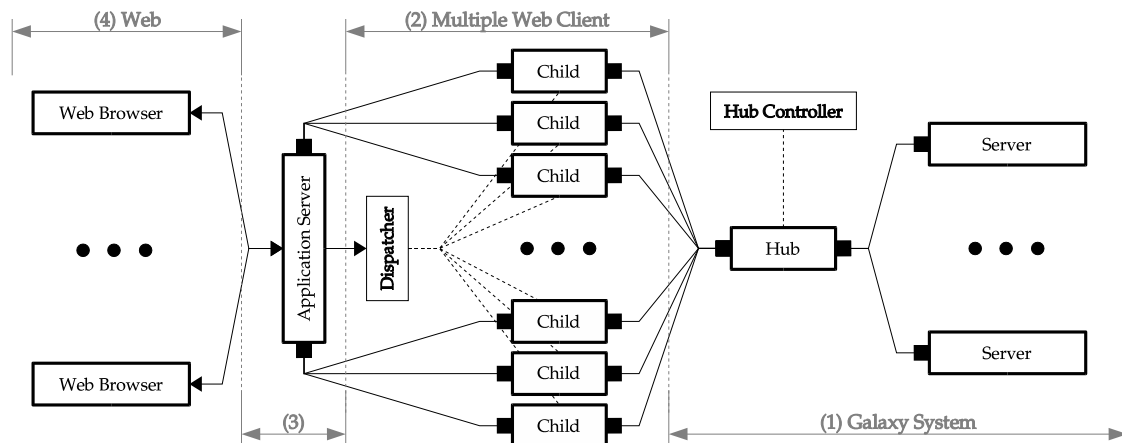 (4) Web
(2) Multiple Web Client
Child
Web Browser
Child
Hub Controller
Server
Child
Application Server
Dispatcher
Hub
Child
Server
Web Browser
Child
Child
(3)
(1) Galaxy System